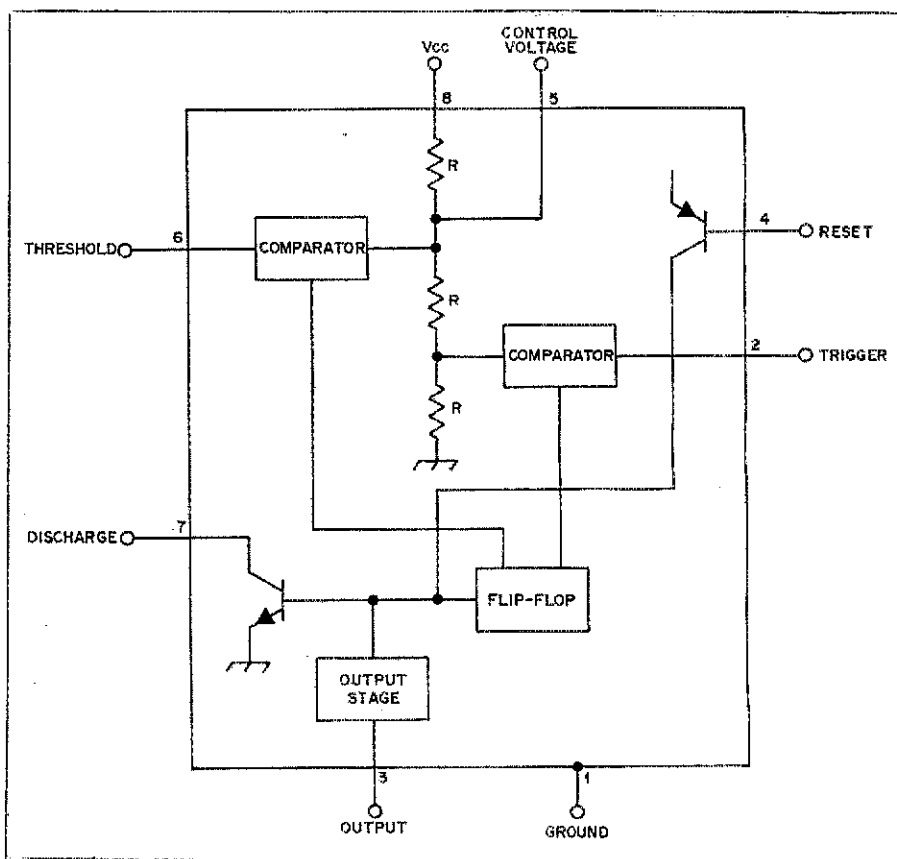 CONTROL
VOLTAGE
Vcc
8
5
R
4
RESET
THRESHOLD
6
COMPARATOR
R
COMPARATOR
2
TRIGGER
R
DISCHARGE
7
FLIP-FLOP
OUTPUT
STAGE
3
1
OUTPUT
GROUND